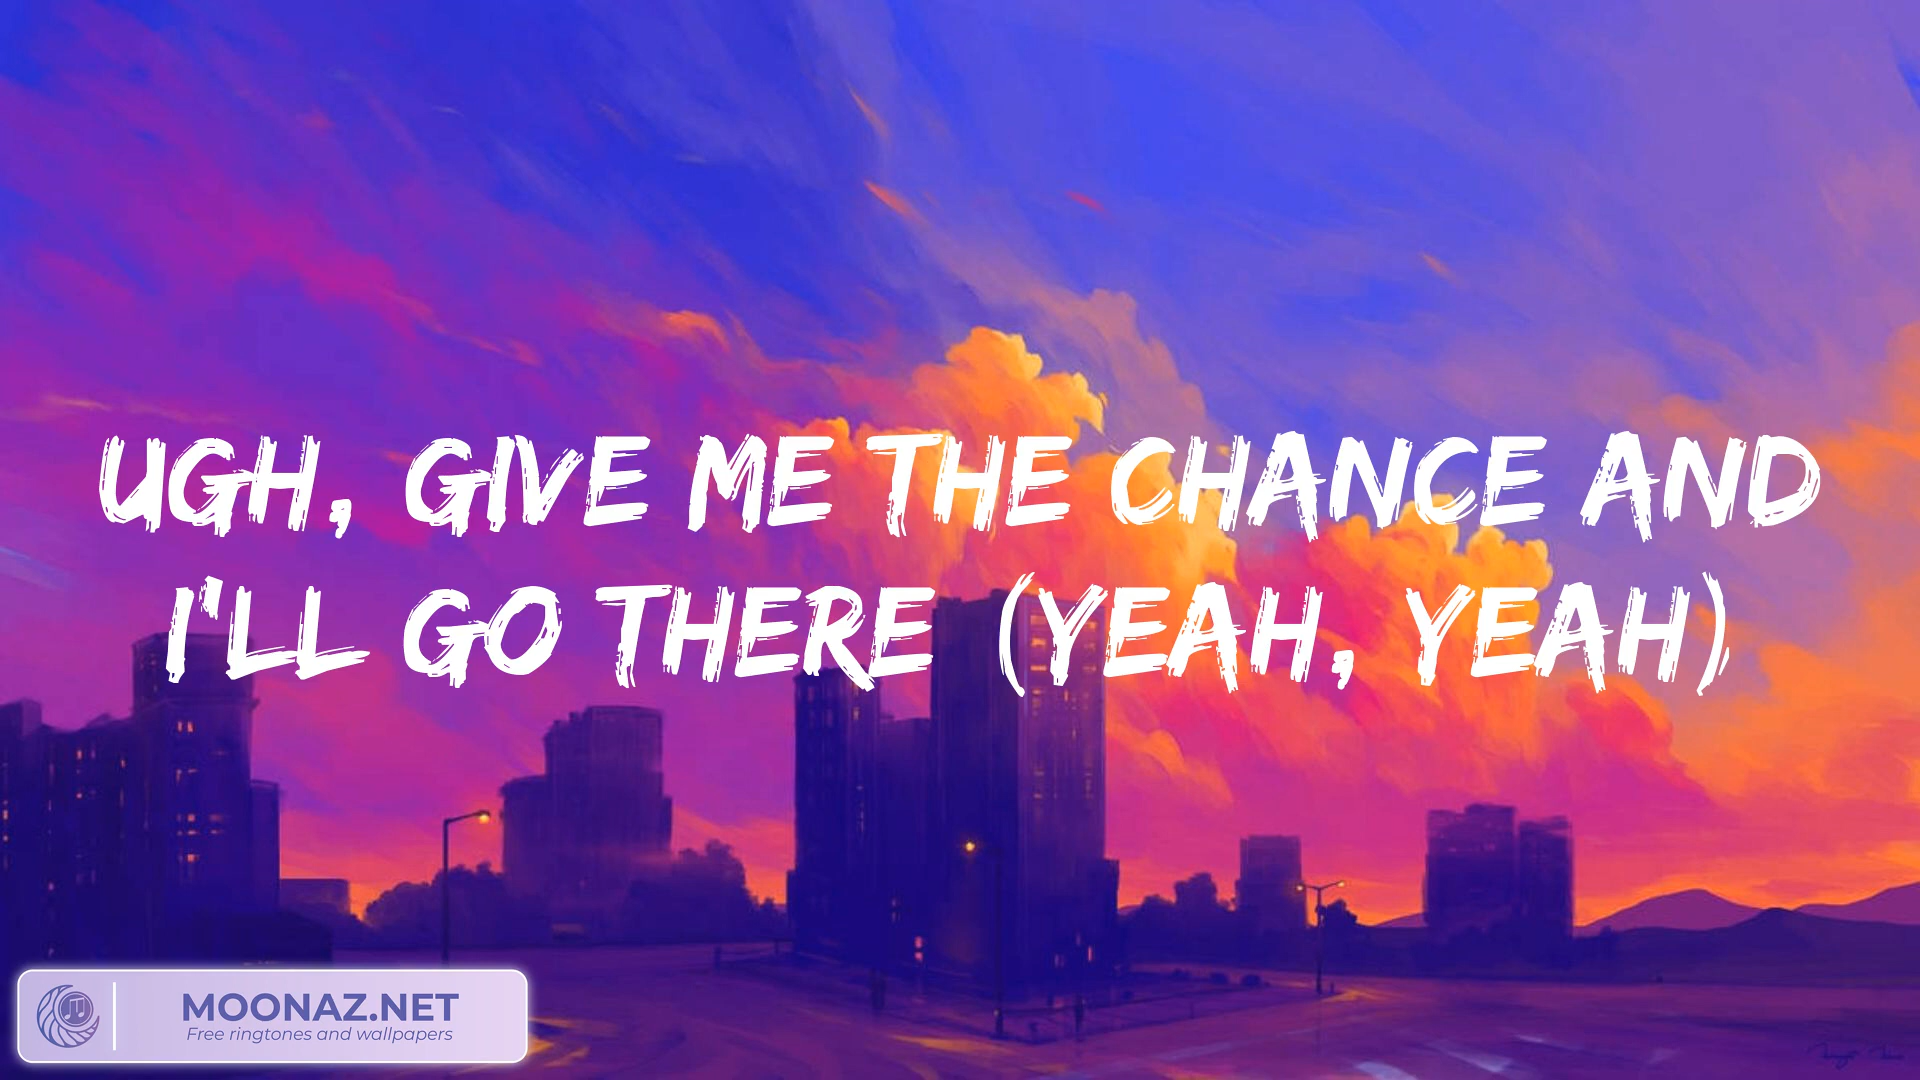 UGH, GIVE ME THE CHANCE AND
I'LL GO THERE (YEAH, YEAH)
MOONAZ.NET
Free ringtones and wallpapers